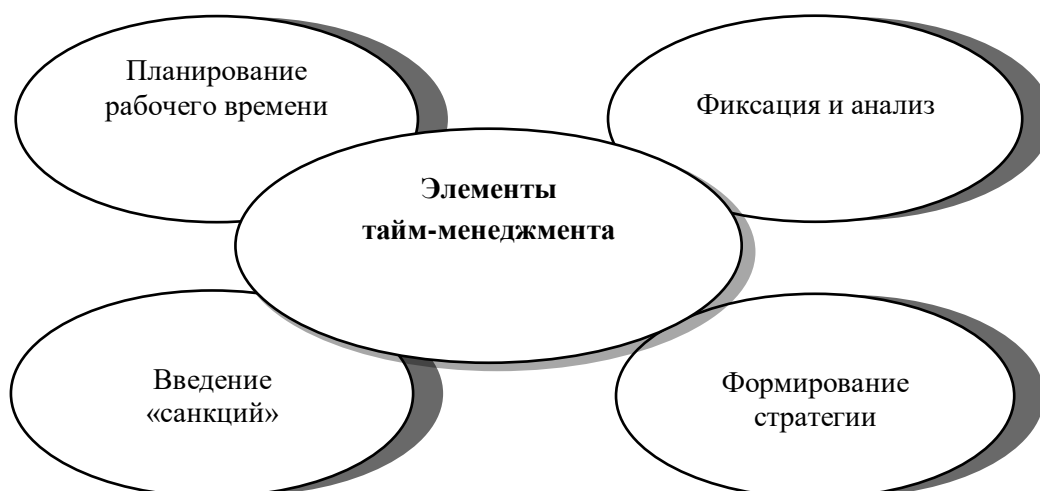 Планирование
рабочего времени
Фиксация и анализ
Элементы
тайм-менеджмента
Введение
«санкций»
Формирование
стратегии